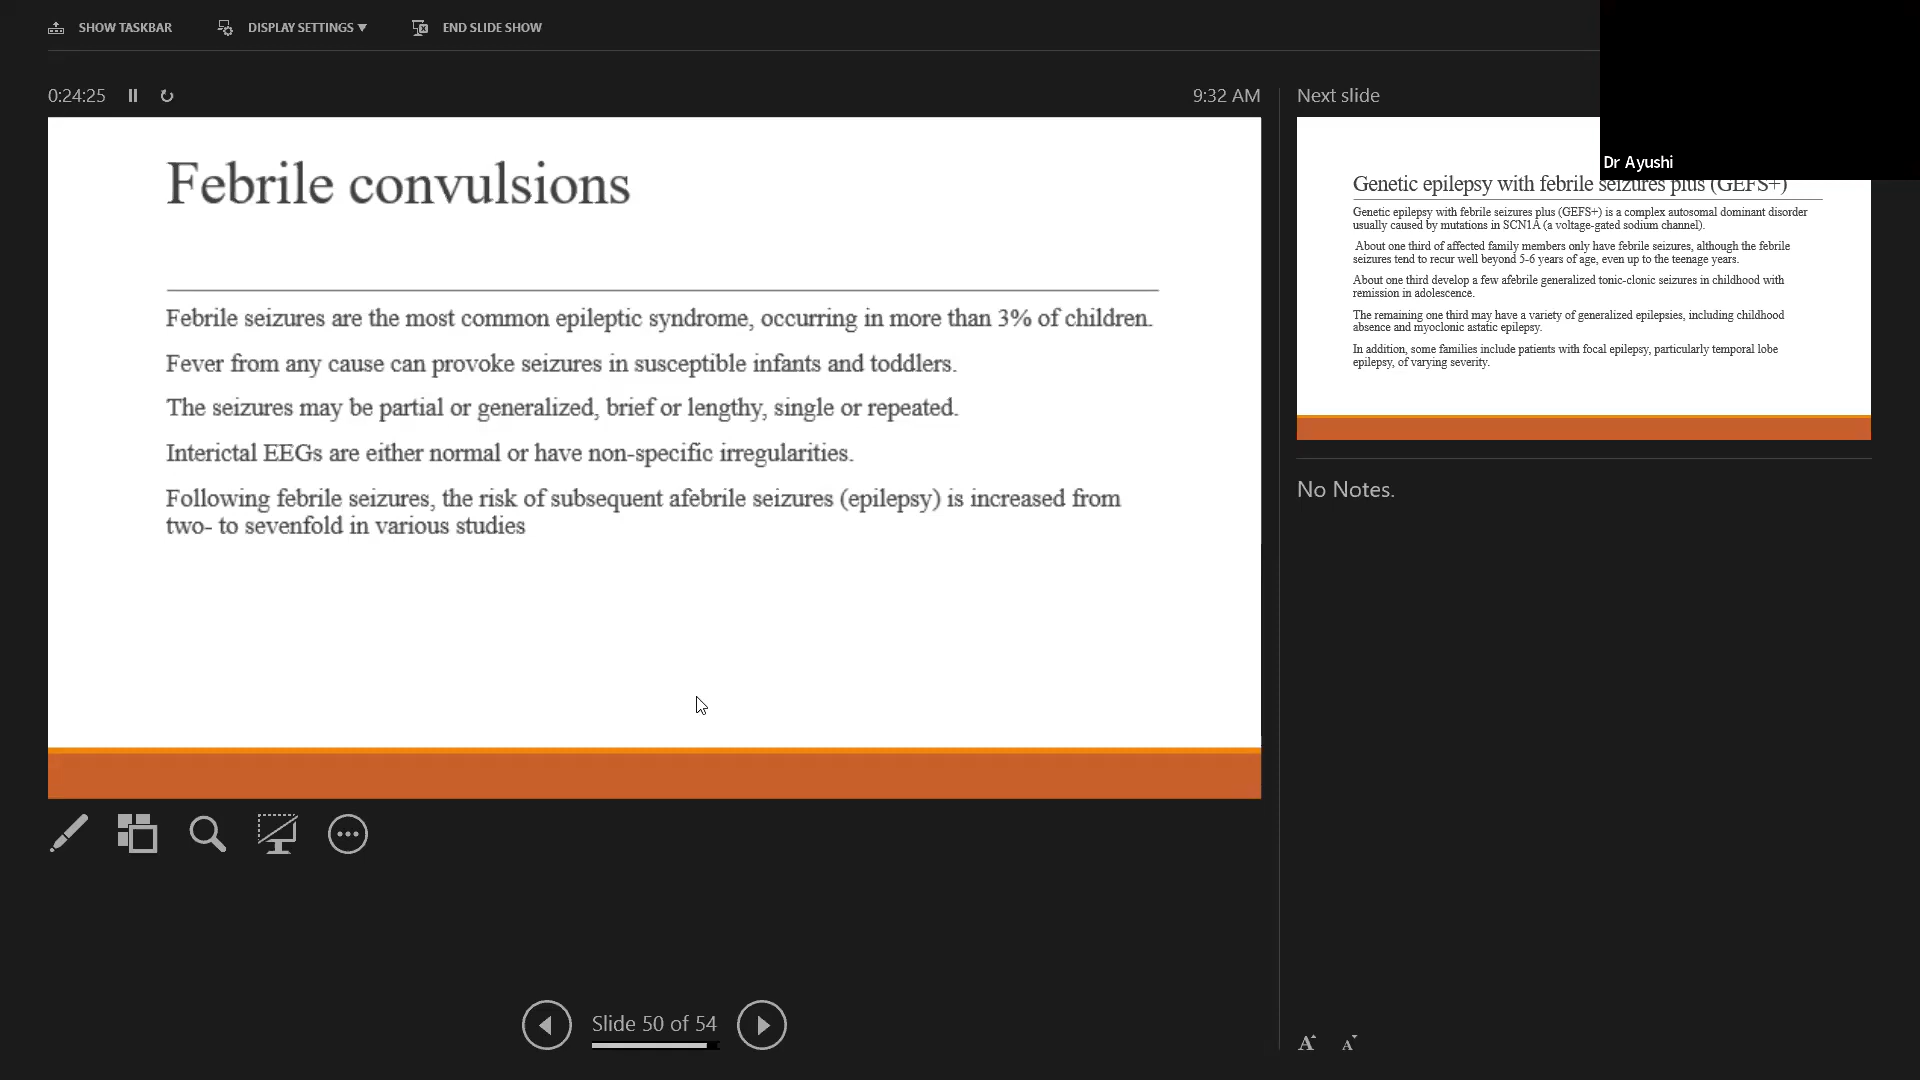 SHOW TASKBAR
DISPLAY SETTINGS ▼
END SLIDE SHOW
0:24:25
9:32 AM
Febrile convulsions
Febrile seizures are the most common epileptic syndrome, occurring in more than 3% of children.
Fever from any cause can provoke seizures in susceptible infants and toddlers.
The seizures may be partial or generalized, brief or lengthy, single or repeated.
Interictal EEGs are either normal or have non-specific irregularities.
Following febrile seizures, the risk of subsequent afebrile seizures (epilepsy) is increased from
two- to sevenfold in various studies
Slide 50 of 54
Next slide
Dr Ayushi
Genetic epilepsy with febrile seizures plus (GEFS+)
Genetic epilepsy with febrile seizures plus (GEFS+) is a complex autosomal dominant disorder
usually caused by mutations in SCN1A (a voltage-gated sodium channel).
About one third of affected family members only have febrile seizures, although the febrile
seizures tend to recur well beyond 5-6 years of age, even up to the teenage years.
About one third develop a few afebrile generalized tonic-clonic seizures in childhood with
remission in adolescence.
The remaining one third may have a variety of generalized epilepsies, including childhood
absence and myoclonic astatic epilepsy.
In addition, some families include patients with focal epilepsy, particularly temporal lobe
epilepsy, of varying severity.
No Notes.
A A